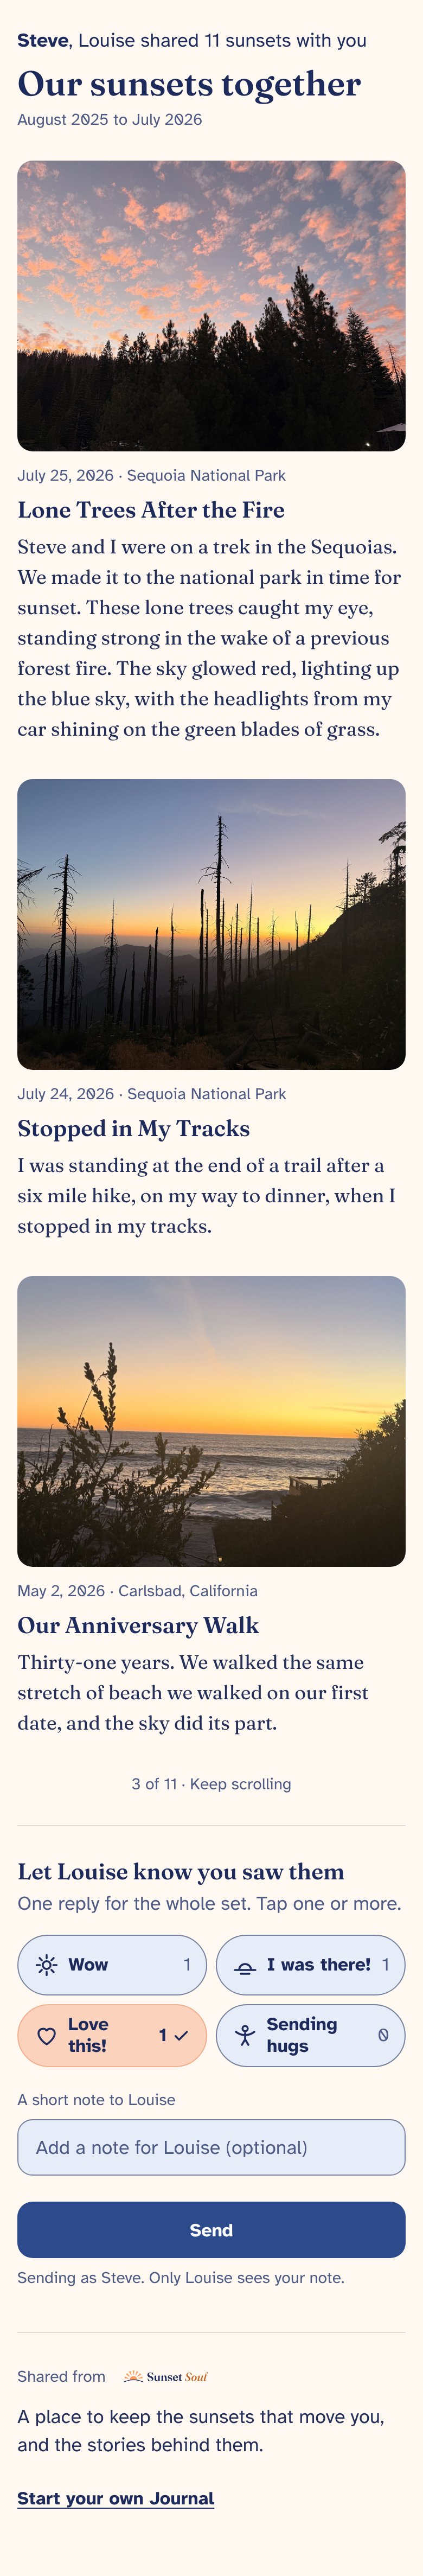 Steve, Louise shared 11 sunsets with you
Our sunsets together
August 2025 to July 2026
July 25, 2026 · Sequoia National Park
Lone Trees After the Fire
Steve and I were on a trek in the Sequoias.
We made it to the national park in time for
sunset. These lone trees caught my eye,
standing strong in the wake of a previous
forest fire. The sky glowed red, lighting up
the blue sky, with the headlights from my
car shining on the green blades of grass.
July 24, 2026 · Sequoia National Park
Stopped in My Tracks
I was standing at the end of a trail after a
six mile hike, on my way to dinner, when I
stopped in my tracks.
May 2, 2026 · Carlsbad, California
Our Anniversary Walk
Thirty-one years. We walked the same
stretch of beach we walked on our first
date, and the sky did its part.
3 of 11 · Keep scrolling
Let Louise know you saw them
One reply for the whole set. Tap one or more.
Wow 1
I was there! 1
Love
this! 1
Sending
hugs 0
A short note to Louise
Add a note for Louise (optional)
Send
Sending as Steve. Only Louise sees your note.
Shared from Sunset Soul
A place to keep the sunsets that move you,
and the stories behind them.
Start your own Journal